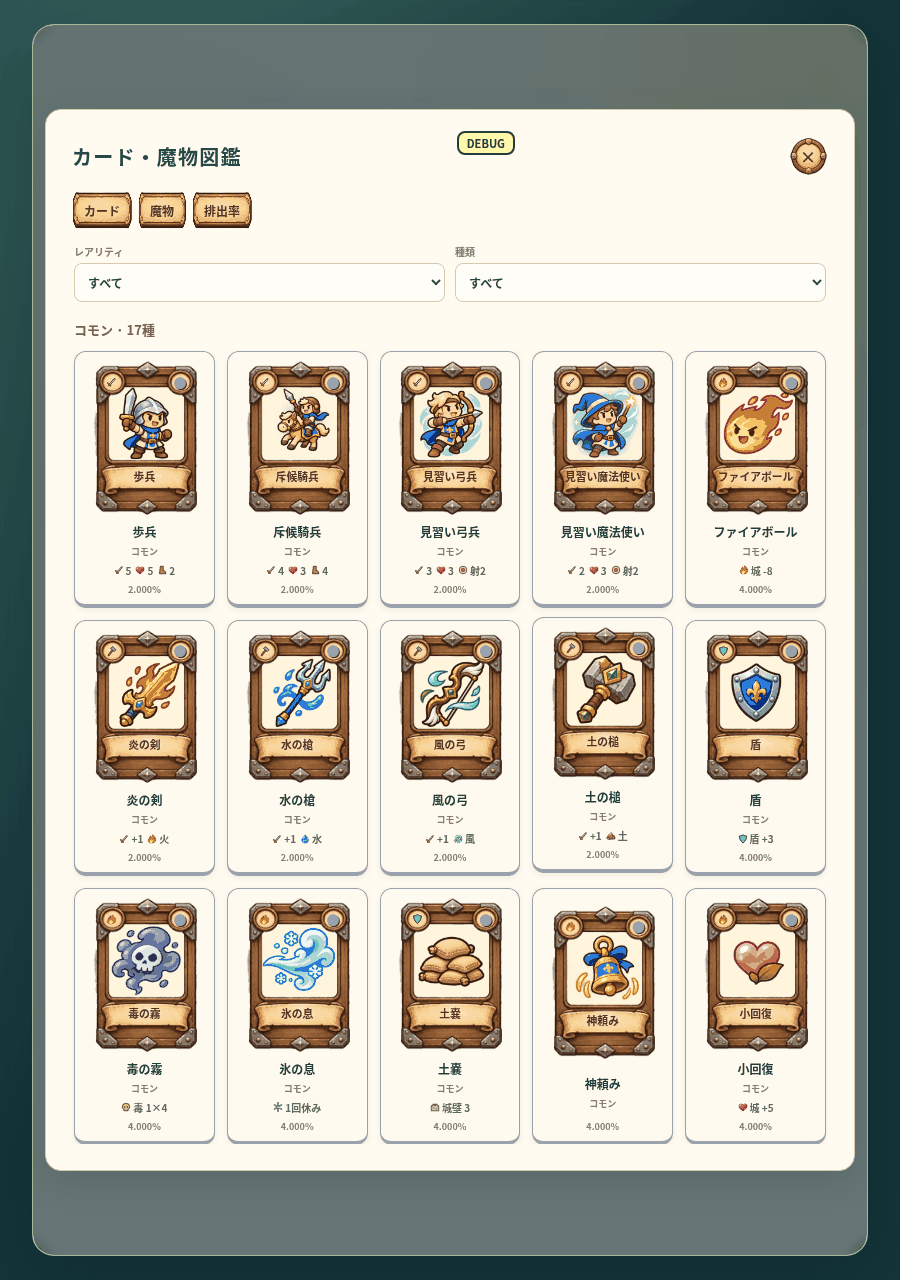 DEBUG
カード・魔物図鑑
カード 魔物 排出率
レアリティ 種類
すべて すべて
コモン · 17種
歩兵 斥候騎兵 見習い弓兵 見習い魔法使い ファイアボール
歩兵 斥候騎兵 見習い弓兵 見習い魔法使い ファイアボール
コモン コモン コモン コモン コモン
5 5 2 4 3 4 3 3 射2 2 3 射2 城 -8
2.000% 2.000% 2.000% 2.000% 4.000%
炎の剣 水の槍 風の弓 土の槌 盾
炎の剣 水の槍 風の弓 土の槌 盾
コモン コモン コモン コモン コモン
+1 火 +1 水 +1 風 +1 土 盾 +3
2.000% 2.000% 2.000% 2.000% 4.000%
毒の霧 氷の息 土嚢 神頼み 小回復
毒の霧 氷の息 土嚢 神頼み 小回復
コモン コモン コモン コモン コモン
毒 1×4 1回休み 城壁 3 城 +5
4.000% 4.000% 4.000% 4.000% 4.000%